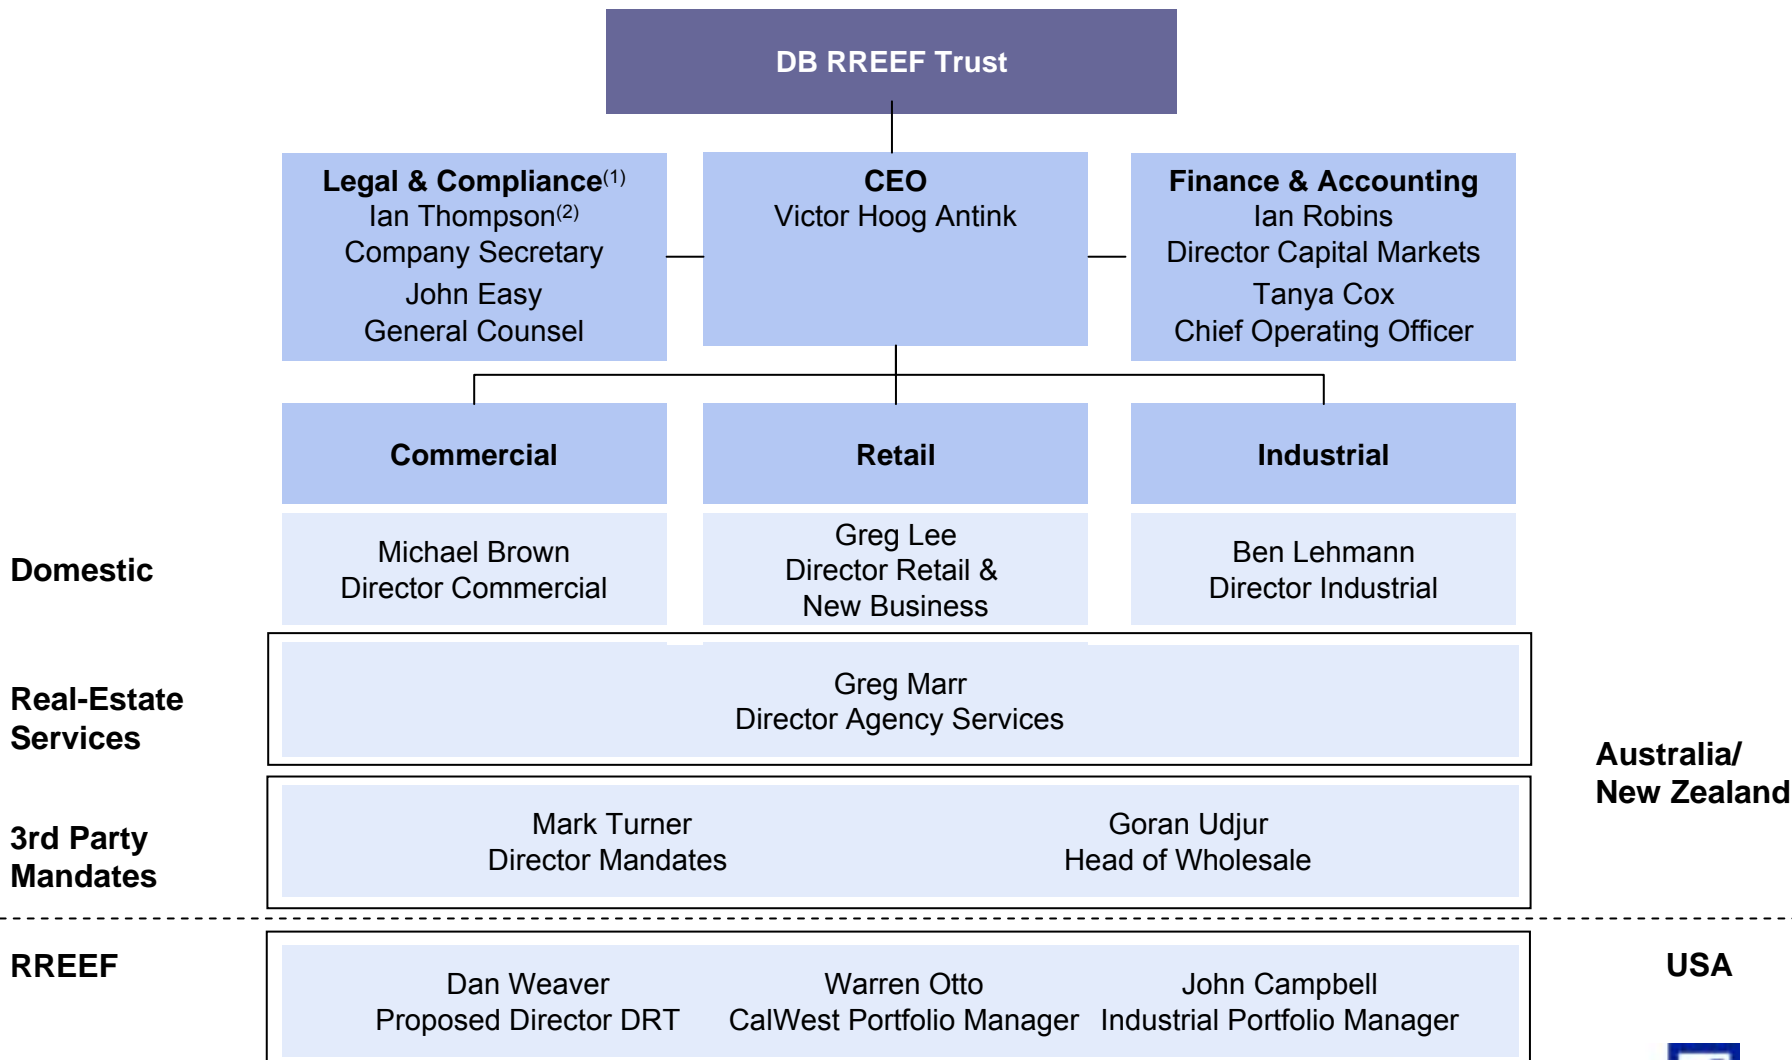 DB RREEF Trust
Legal & Compliance(1)
Ian Thompson(2)
Company Secretary
John Easy
General Counsel
CEO
Victor Hoog Antink
Finance & Accounting
Ian Robins
Director Capital Markets
Tanya Cox
Chief Operating Officer
Commercial
Retail
Industrial
Domestic
Michael Brown
Director Commercial
Greg Lee
Director Retail &
New Business
Ben Lehmann
Director Industrial
Real-Estate
Services
Greg Marr
Director Agency Services
Australia/
New Zealand
3rd Party
Mandates
Mark Turner
Director Mandates
Goran Udjur
Head of Wholesale
RREEF
Dan Weaver
Proposed Director DRT
Warren Otto
CalWest Portfolio Manager
John Campbell
Industrial Portfolio Manager
USA